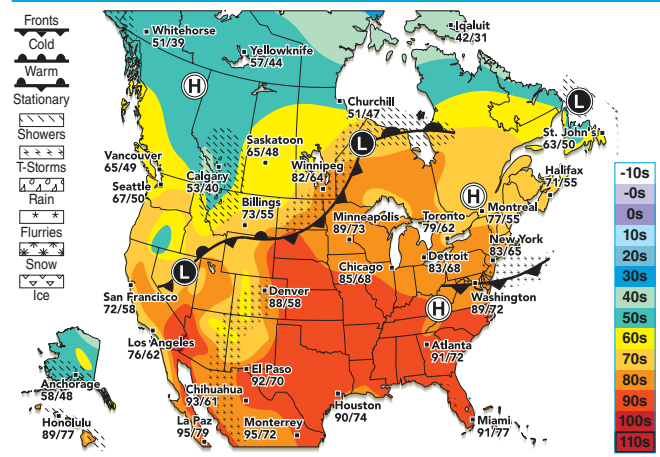 Fronts
Cold
Warm
Stationary
Showers
T-Storms
Rain
Flurries
Snow
Ice
Whitehorse
51/39
Yellowknife
57/44
Iqaluit
42/31
H
Churchill
51/47
L
L
St. John's
63/50
Vancouver
65/49
Seattle
67/50
Calgary
53/40
Saskatoon
65/48
Winnipeg
82/64
Billings
73/55
Minneapolis
89/73
Toronto
79/62
H
Montreal
77/55
Halifax
71/55
New York
83/65
Detroit
83/68
Chicago
85/68
L
San Francisco
72/58
Denver
88/58
Washington
89/72
H
Los Angeles
76/62
Atlanta
91/72
El Paso
92/70
Chihuahua
93/61
Houston
90/74
La Paz
95/79
Monterrey
95/72
Miami
91/77
Anchorage
58/48
Honolulu
89/77
-10s
-0s
0s
10s
20s
30s
40s
50s
60s
70s
80s
90s
100s
110s